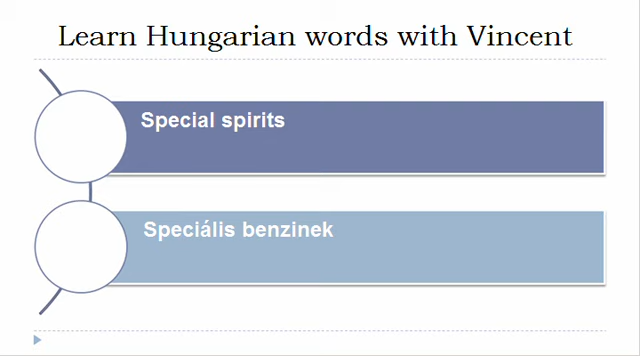 Learn Hungarian words with Vincent
Special spirits
Speciális benzinek